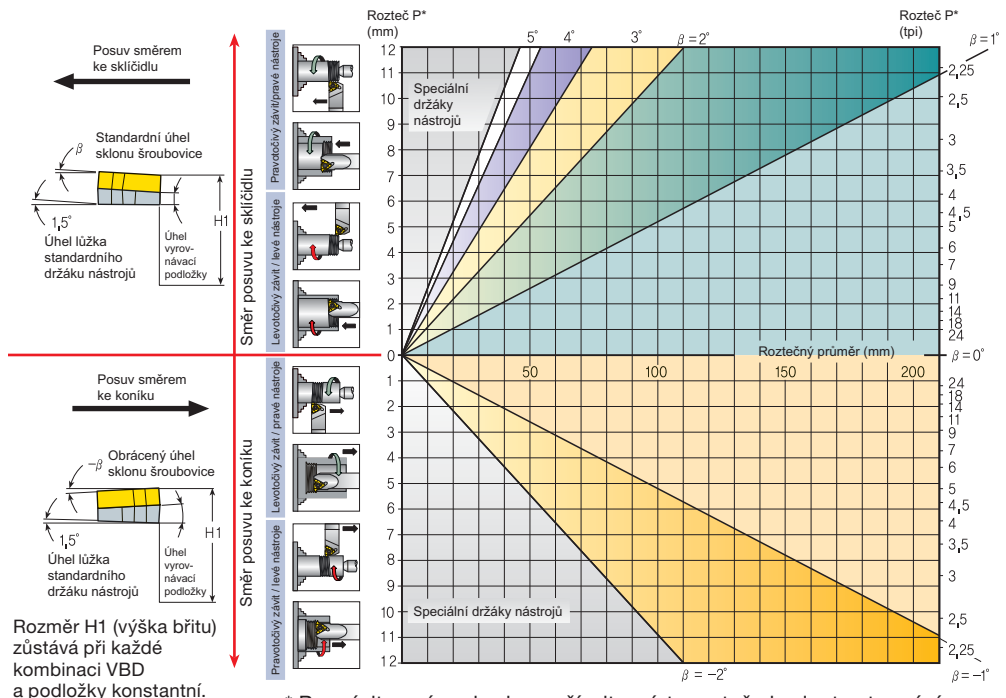 Posuv směrem
ke sklíčidlu
Standardní úhel
sklonu šroubovice
β
1,5°
H1
Úhel lůžka
standardního
držáku nástrojů
Úhel
vyrov-
návací
podložky
Směr posuvu ke sklíčidlu
Pravotočivý závit/pravé nástroje
Levotočivý závit / levé nástroje
Posuv směrem
ke koníku
Obrácený úhel
sklonu šroubovice
–β
1,5°
H1
Úhel lůžka
standardního
držáku nástrojů
Úhel
vyrov-
návací
podložky
Směr posuvu ke koníku
Levotočivý závit / pravé nástroje
Pravotočivý závit / levé nástroje
Rozměr H1 (výška břitu)
zůstává při každé
kombinaci VBD
a podložky konstantní.
Rozteč P*
(mm)
5°
4°
3°
β=2°
Rozteč P*
(tpi)
β=1°
12
11
10
9
8
7
6
5
4
3
2
1
0
1
2
3
4
5
6
7
8
9
10
11
12
Speciální
držáky
nástrojů
2,25
2,5
3
3,5
4
4,5
5
6
7
9
11
14
18
24
Roztečný průměr (mm)
β=0°
50
100
150
200
24
18
14
11
9
7
6
5
4,5
4
3,5
3
2,5
2,25
Speciální držáky nástrojů
β=–2°
β=–1°